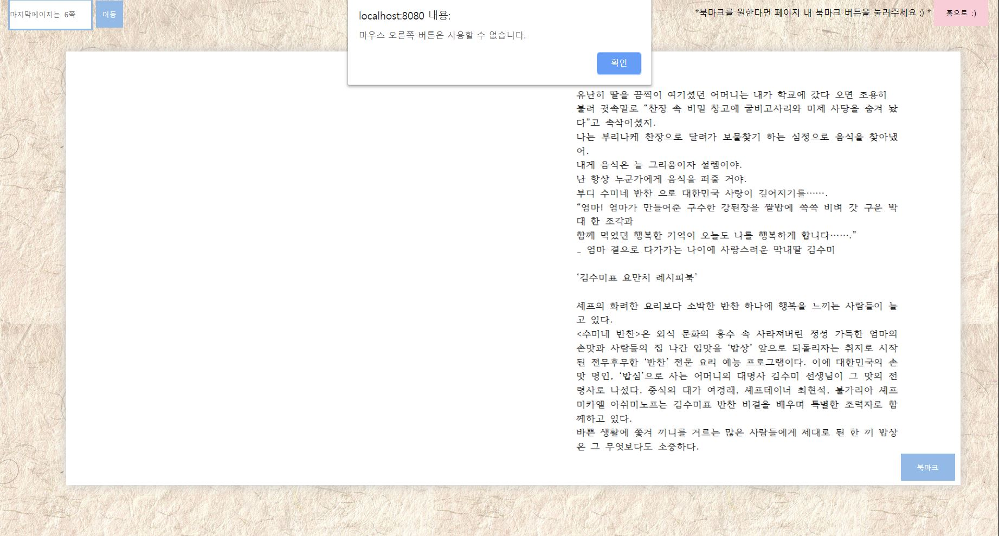 마지막페이지는 6쪽
이동
localhost:8080 내용:
마우스 오른쪽 버튼은 사용할 수 없습니다.
확인
*북마크를 원한다면 페이지 내 북마크 버튼을 눌러주세요 :) *
홈으로 :)
유난히 딸을 끔찍이 여기셨던 어머니는 내가 학교에 갔다 오면 조용히
불러 귓속말로 “찬장 속 비밀 창고에 굴비고사리와 미제 사탕을 숨겨 놨
다”고 속삭이셨지.
나는 부리나케 찬장으로 달려가 보물찾기 하는 심정으로 음식을 찾아냈
어.
내게 음식은 늘 그리움이자 설렘이야.
난 항상 누군가에게 음식을 퍼줄 거야.
부디 수미네 반찬 으로 대한민국 사랑이 깊어지기를…….
“엄마! 엄마가 만들어준 구수한 강된장을 쌀밥에 쓱쓱 비벼 갓 구운 박
대 한 조각과
함께 먹었던 행복한 기억이 오늘도 나를 행복하게 합니다…….”
_ 엄마 곁으로 다가가는 나이에 사랑스러운 막내딸 김수미
‘김수미표 요만치 레시피북’
셰프의 화려한 요리보다 소박한 반찬 하나에 행복을 느끼는 사람들이 늘
고 있다.
<수미네 반찬>은 외식 문화의 홍수 속 사라져버린 정성 가득한 엄마의
손맛과 사람들의 집 나간 입맛을 ‘밥상’ 앞으로 되돌리자는 취지로 시작
된 전무후무한 ‘반찬’ 전문 요리 예능 프로그램이다. 이에 대한민국의 손
맛 명인, ‘밥심’으로 사는 어머니의 대명사 김수미 선생님이 그 맛의 전
령사로 나섰다. 중식의 대가 여경래, 셰프테이너 최현석, 불가리아 셰프
미카엘 아쉬미노프는 김수미표 반찬 비결을 배우며 특별한 조력자로 함
께하고 있다.
바쁜 생활에 쫓겨 끼니를 거르는 많은 사람들에게 제대로 된 한 끼 밥상
은 그 무엇보다도 소중하다.
북마크